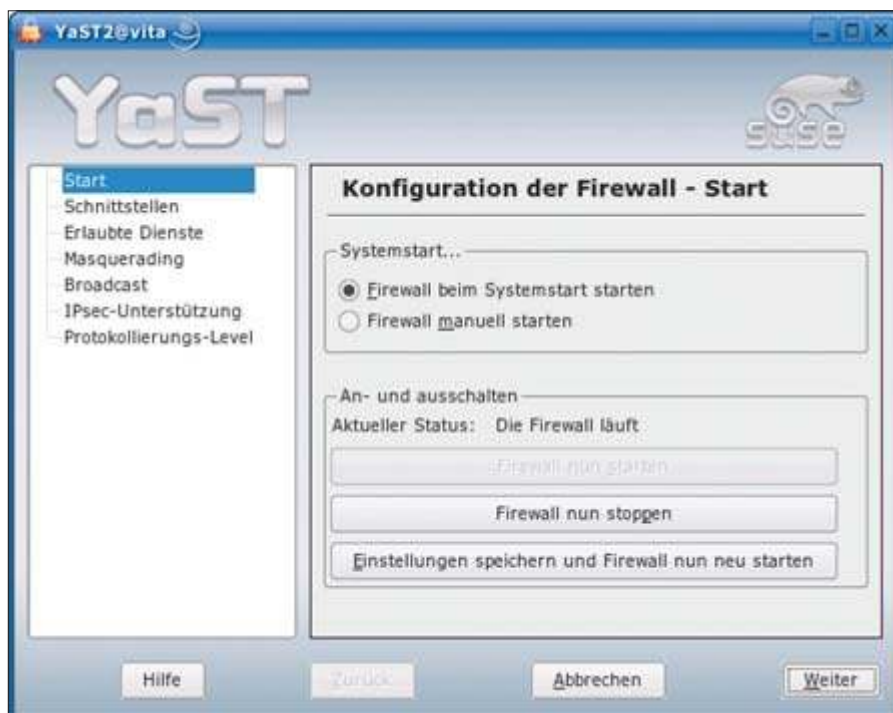 YaST2@vita
YaST
suse
Start
Schnittstellen
Erlaubte Dienste
Masquerading
Broadcast
IPsec-Unterstützung
Protokollierungs-Level
Konfiguration der Firewall - Start
Systemstart...
Firewall beim Systemstart starten
Firewall manuell starten
An- und ausschalten
Aktueller Status: Die Firewall läuft
Firewall nun starten
Firewall nun stoppen
Einstellungen speichern und Firewall nun neu starten
Hilfe
Zurück
Abbrechen
Weiter